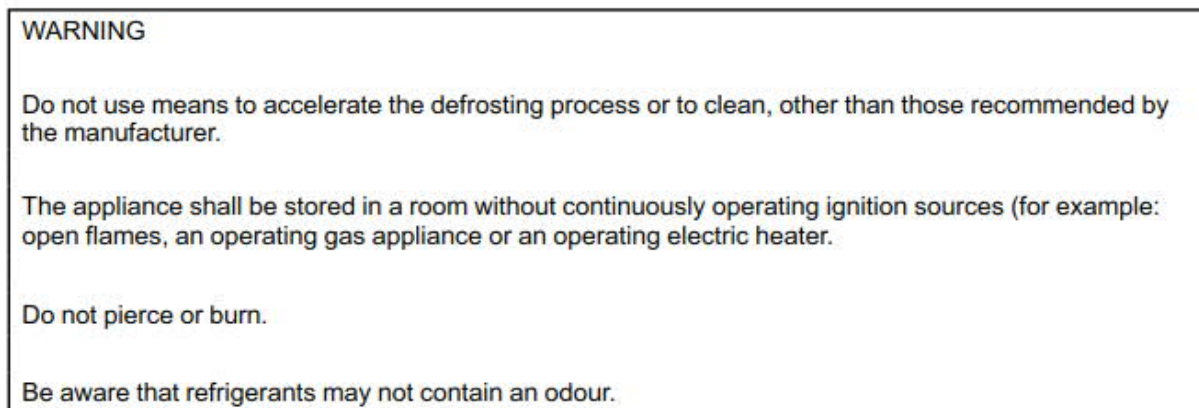 WARNING
Do not use means to accelerate the defrosting process or to clean, other than those recommended by
the manufacturer.
The appliance shall be stored in a room without continuously operating ignition sources (for example:
open flames, an operating gas appliance or an operating electric heater.
Do not pierce or burn.
Be aware that refrigerants may not contain an odour.